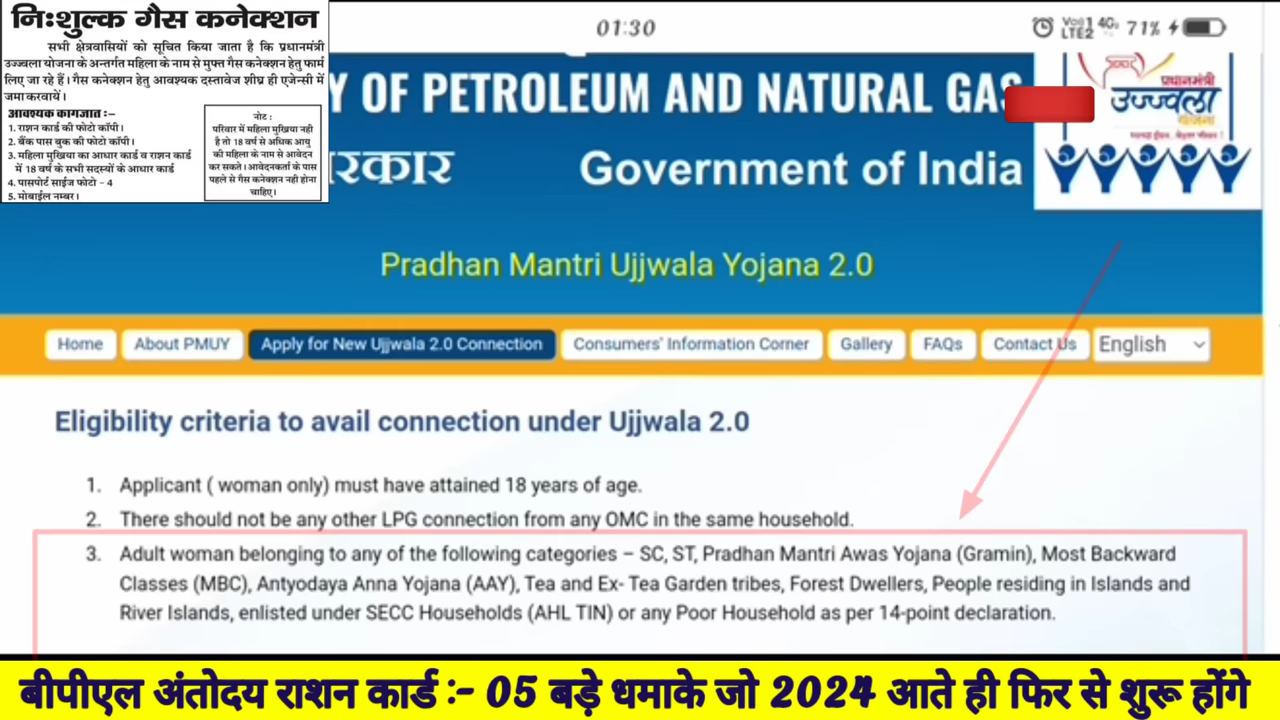 निःशुल्क गैस कनेक्शन
सभी क्षेत्रवासियों को सूचित किया जाता है कि प्रधानमंत्री
उज्ज्वला योजना के अन्तर्गत महिला के नाम से मुफ्त गैस कनेक्शन हेतु फार्म
लिए जा रहे हैं। गैस कनेक्शन हेतु आवश्यक दस्तावेज शीघ्र ही एजेन्सी में
जमा करवायें।
आवश्यक कागजात :-
1. राशन कार्ड की फोटो कॉपी।
2. बैंक पास बुक की फोटो कॉपी।
3. महिला मुखिया का आधार कार्ड व राशन कार्ड
में 18 वर्ष के सभी सदस्यों के आधार कार्ड
4. पासपोर्ट साईज फोटो - 4
5. मोबाईल नम्बर।
नोट :
परिवार में महिला मुखिया नही
है तो 18 वर्ष से अधिक आयु
की महिला के नाम से आवेदन
कर सकते। आवेदनकर्ता के पास
पहले से गैस कनेक्शन नही होना
चाहिए।
01:30
4G 71%
LTE2
Y OF PETROLEUM AND NATURAL GAS
प्रधानमंत्री
उज्ज्वला
योजना
रकार
Government of India
Pradhan Mantri Ujjwala Yojana 2.0
Home About PMUY Apply for New Ujjwala 2.0 Connection Consumers' Information Corner Gallery FAQs Contact Us English
Eligibility criteria to avail connection under Ujjwala 2.0
1. Applicant ( woman only) must have attained 18 years of age.
2. There should not be any other LPG connection from any OMC in the same household.
3. Adult woman belonging to any of the following categories – SC, ST, Pradhan Mantri Awas Yojana (Gramin), Most Backward
Classes (MBC), Antyodaya Anna Yojana (AAY), Tea and Ex- Tea Garden tribes, Forest Dwellers, People residing in Islands and
River Islands, enlisted under SECC Households (AHL TIN) or any Poor Household as per 14-point declaration.
बीपीएल अंतोदय राशन कार्ड :- 05 बड़े धमाके जो 2024 आते ही फिर से शुरू होंगे